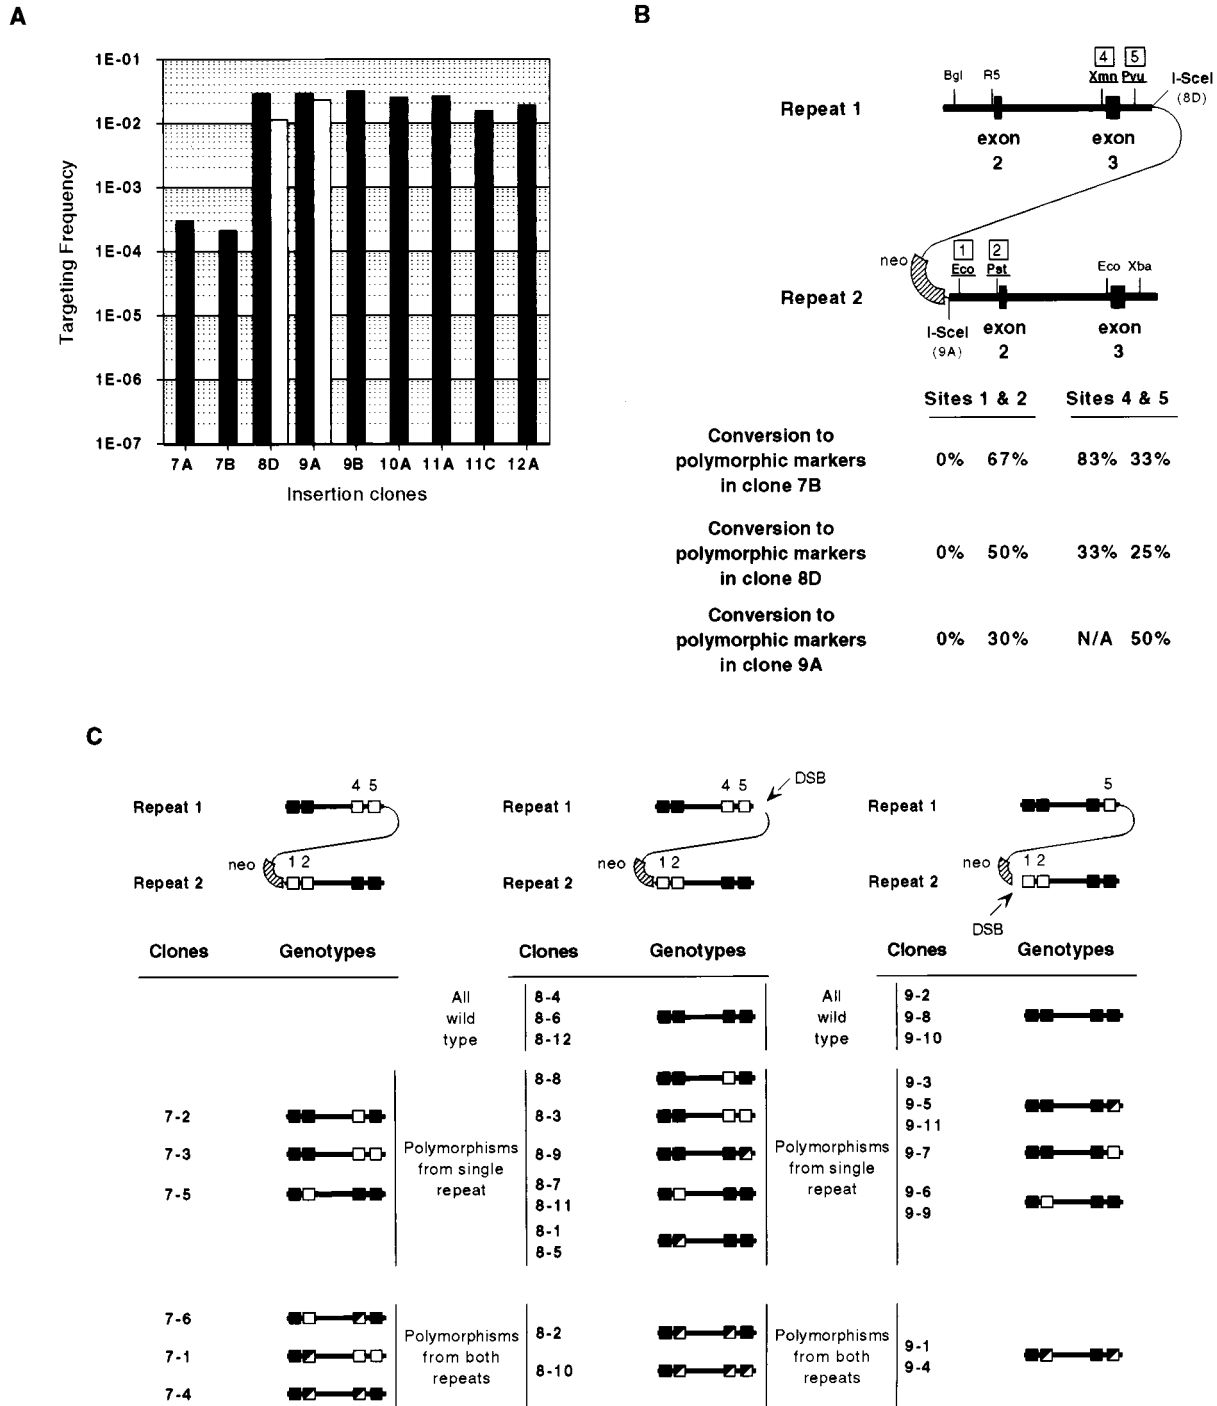 A
1E-01
1E-02
1E-03
1E-04
1E-05
1E-06
1E-07
Targeting Frequency
7A 7B 8D 9A 9B 10A 11A 11C 12A
Insertion clones
B
4 5
Bgl R5 Xmn Pvu I-SceI
(8D)
Repeat 1
exon exon
2 3
neo
1 2
Eco Pst Eco Xba
Repeat 2
I-SceI exon exon
(9A) 2 3
Sites 1 & 2 Sites 4 & 5
Conversion to
polymorphic markers 0% 67% 83% 33%
in clone 7B
Conversion to
polymorphic markers 0% 50% 33% 25%
in clone 8D
Conversion to
polymorphic markers 0% 30% N/A 50%
in clone 9A
C
4 5
Repeat 1
neo 1 2
Repeat 2
Clones Genotypes
7-2
7-3
7-5
7-6
7-1
7-4
4 5 DSB
Repeat 1
neo 1 2
Repeat 2
Clones Genotypes
All
wild
type
8-4
8-6
8-12
Polymorphisms
from single
repeat
8-8
8-3
8-9
8-7
8-11
8-1
8-5
Polymorphisms
from both
repeats
8-2
8-10
5
Repeat 1
neo 1 2
Repeat 2
DSB
Clones Genotypes
All
wild
type
9-2
9-8
9-10
Polymorphisms
from single
repeat
9-3
9-5
9-11
9-7
9-6
9-9
Polymorphisms
from both
repeats
9-1
9-4